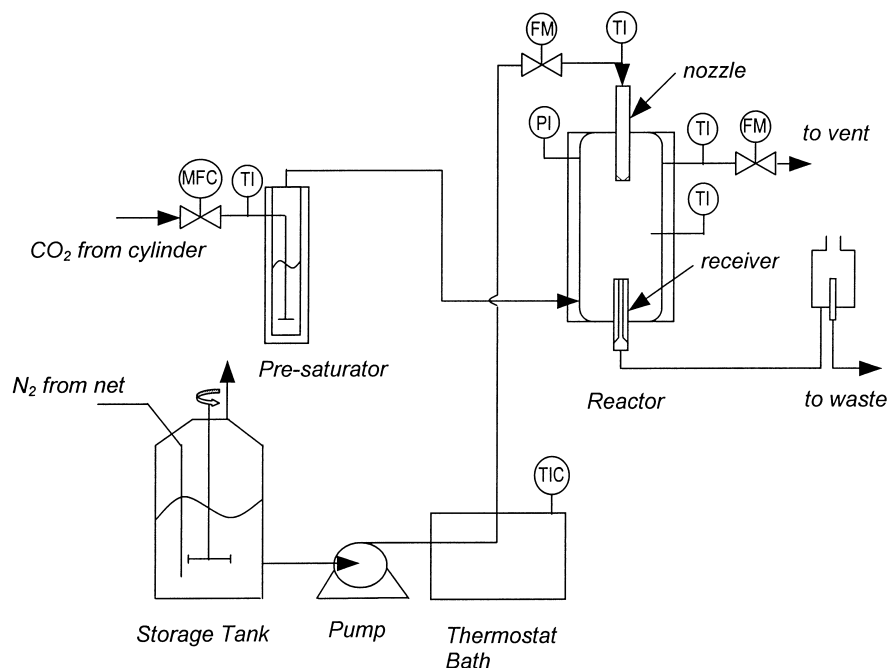 FM
TI
nozzle
PI
TI
FM
to vent
MFC
TI
TI
CO₂ from cylinder
receiver
Pre-saturator
N₂ from net
Reactor
to waste
TIC
Storage Tank
Pump
Thermostat
Bath